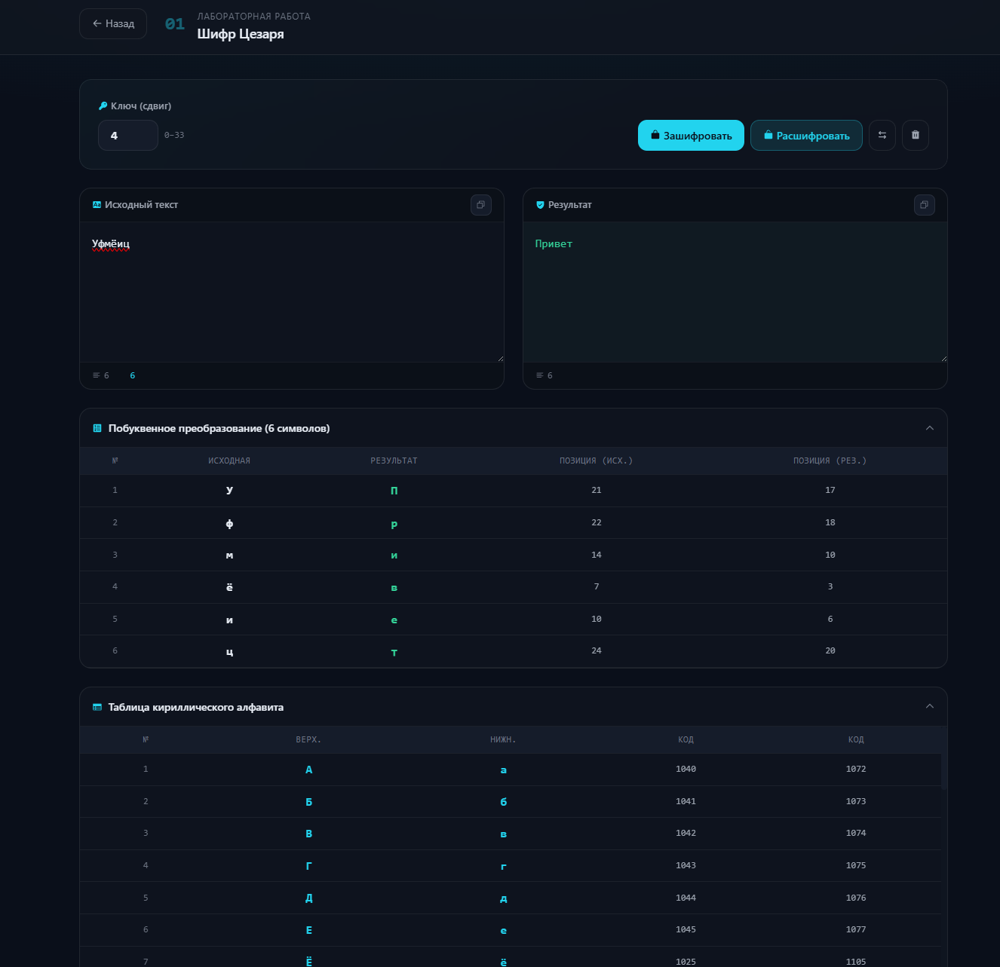 ← Назад
01
ЛАБОРАТОРНАЯ РАБОТА
Шифр Цезаря
Ключ (сдвиг)
4
0–33
Зашифровать
Расшифровать
Исходный текст
Уфмёиц
6 6
Результат
Привет
6
Побуквенное преобразование (6 символов)
№ ИСХОДНАЯ РЕЗУЛЬТАТ ПОЗИЦИЯ (ИСХ.) ПОЗИЦИЯ (РЕЗ.)
1 У П 21 17
2 ф р 22 18
3 м и 14 10
4 ё в 7 3
5 и е 10 6
6 ц т 24 20
Таблица кириллического алфавита
№ ВЕРХ. НИЖН. КОД КОД
1 А а 1040 1072
2 Б б 1041 1073
3 В в 1042 1074
4 Г г 1043 1075
5 Д д 1044 1076
6 Е е 1045 1077
7 Ё ё 1025 1105